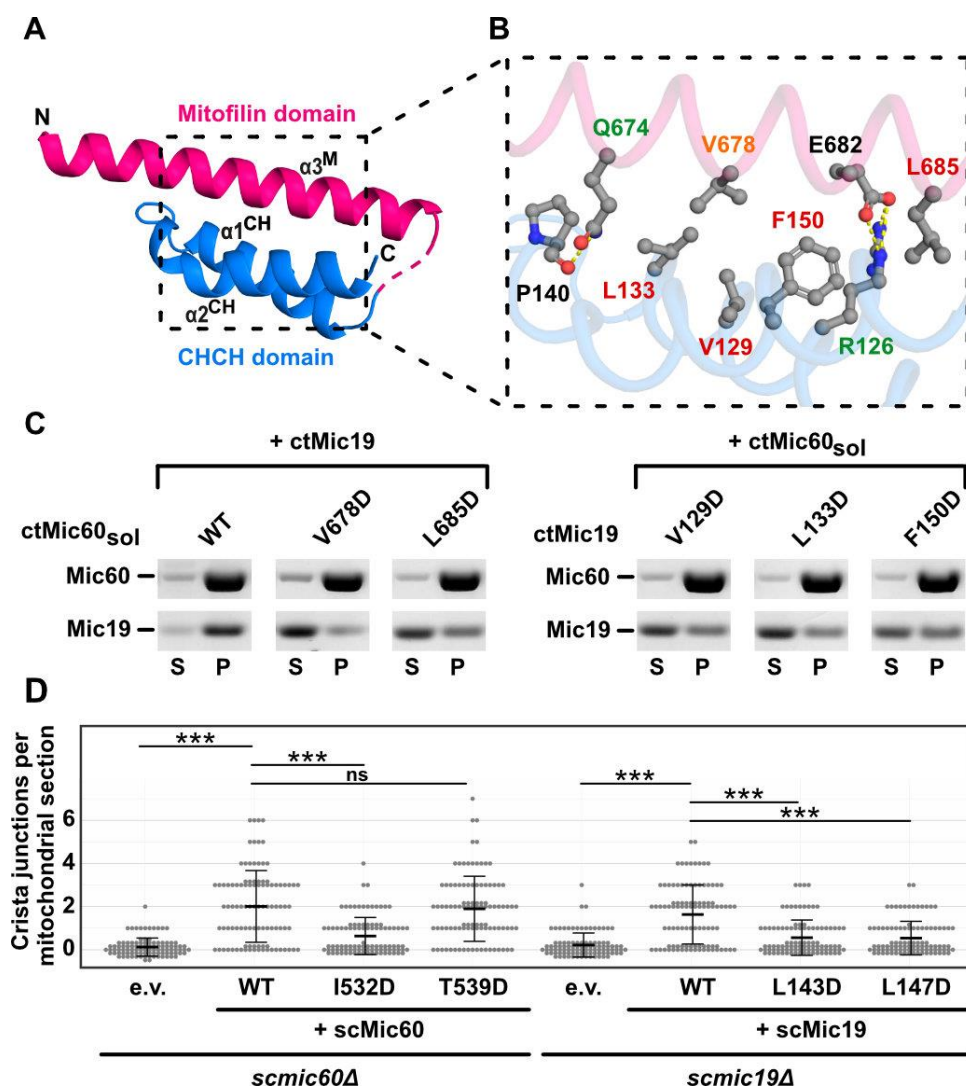 A
B
N
Mitofilin domain
α3M
α1CH
C
α2CH
CHCH domain
Q674
V678
E682
L685
F150
P140
L133
V129
R126
C
+ ctMic19
+ ctMic60sol
ctMic60sol
WT
V678D
L685D
ctMic19
V129D
L133D
F150D
Mic60
Mic60
Mic19
Mic19
S P S P S P
S P S P S P
D
Crista junctions per
mitochondrial section
6
4
2
0
***
***
ns
***
***
***
e.v. WT I532D T539D e.v. WT L143D L147D
+ scMic60
+ scMic19
scmic60Δ
scmic19Δ